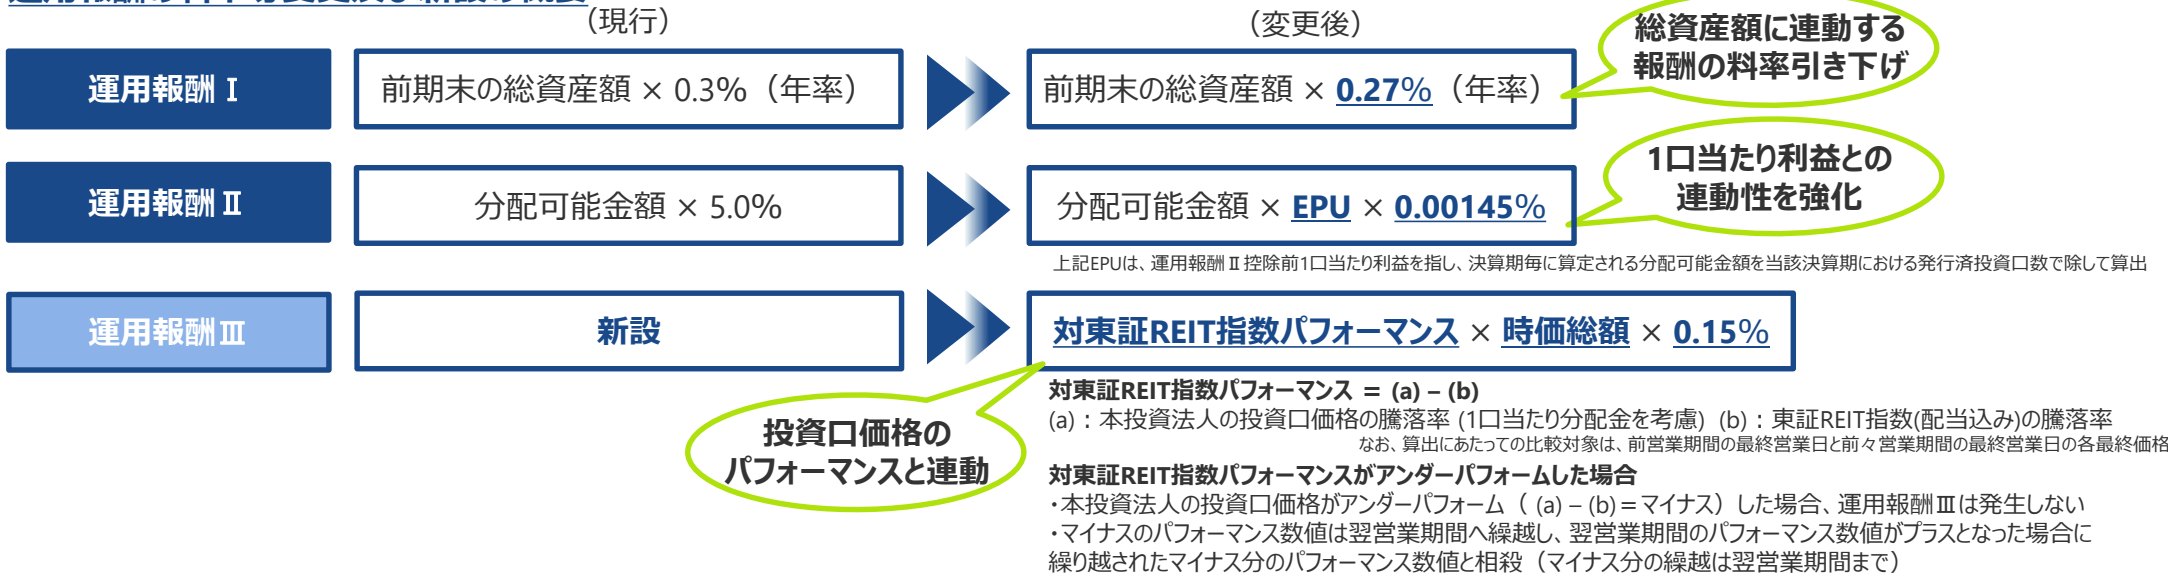 運用報酬の料率等変更及び新設の概要
（現行）
（変更後）
総資産額に連動する
報酬の料率引き下げ
運用報酬Ⅰ
前期末の総資産額 × 0.3%（年率）
前期末の総資産額 × 0.27%（年率）
1口当たり利益との
連動性を強化
運用報酬Ⅱ
分配可能金額 × 5.0%
分配可能金額 × EPU × 0.00145%
上記EPUは、運用報酬Ⅱ控除前1口当たり利益を指し、決算期毎に算定される分配可能金額を当該決算期における発行済投資口数で除して算出
運用報酬Ⅲ
新設
対東証REIT指数パフォーマンス × 時価総額 × 0.15%
投資口価格の
パフォーマンスと連動
対東証REIT指数パフォーマンス = (a) – (b)
(a)：本投資法人の投資口価格の騰落率 (1口当たり分配金を考慮) (b)：東証REIT指数(配当込み)の騰落率
なお、算出にあたっての比較対象は、前営業期間の最終営業日と前々営業期間の最終営業日の各最終価格
対東証REIT指数パフォーマンスがアンダーパフォームした場合
・本投資法人の投資口価格がアンダーパフォーム（ (a) – (b)＝マイナス）した場合、運用報酬Ⅲは発生しない
・マイナスのパフォーマンス数値は翌営業期間へ繰越し、翌営業期間のパフォーマンス数値がプラスとなった場合に
繰り越されたマイナス分のパフォーマンス数値と相殺（マイナス分の繰越は翌営業期間まで）